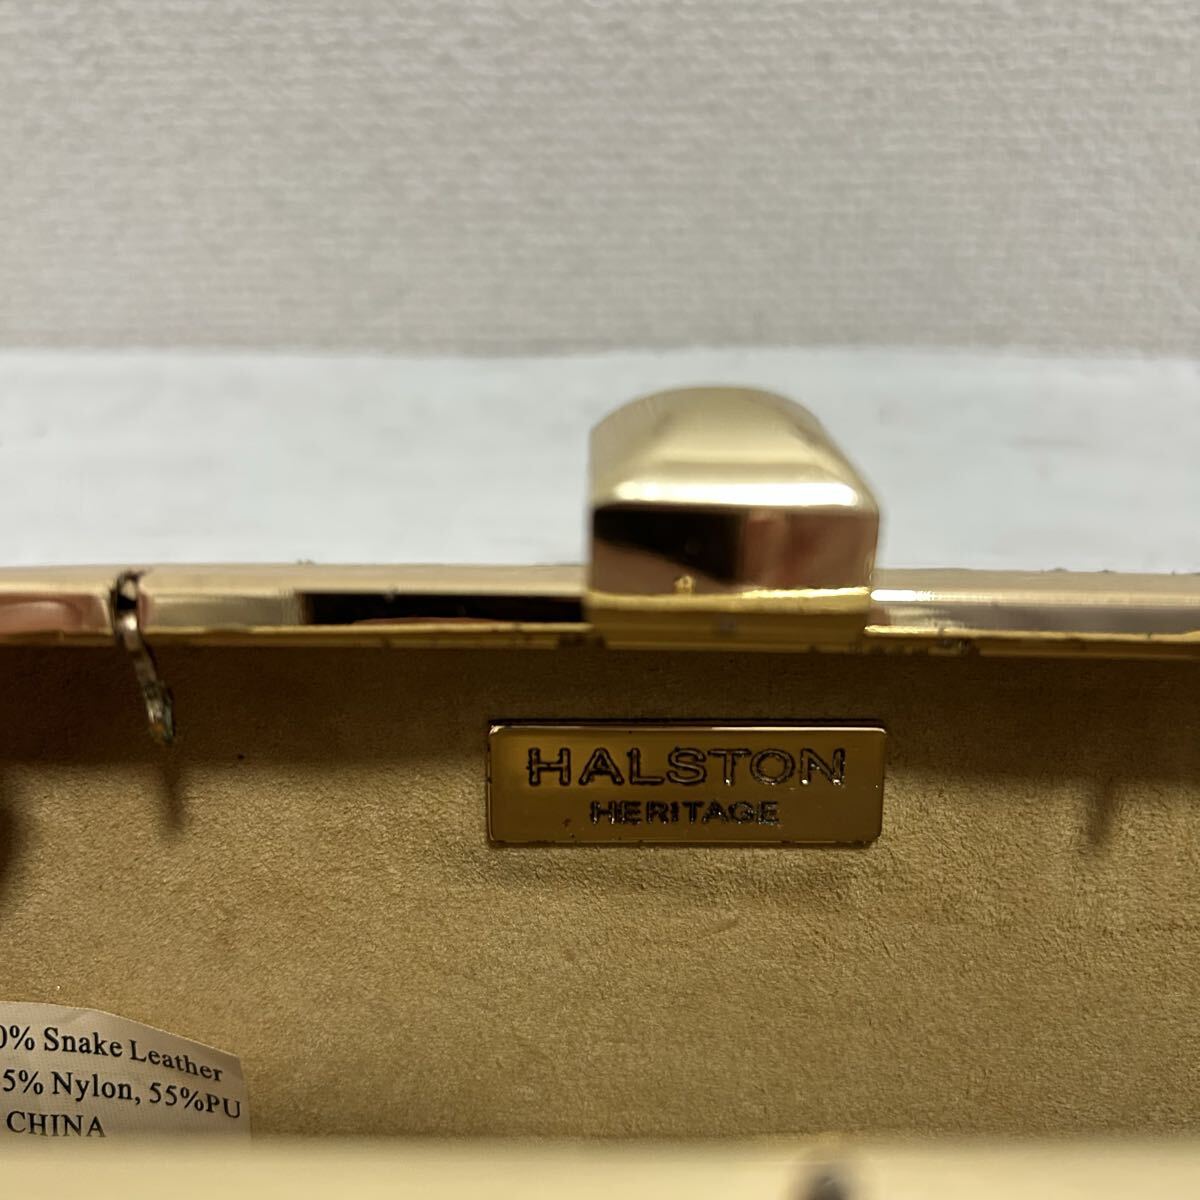 HALSTON
HERITAGE
0% Snake Leather
5% Nylon, 55%PU
CHINA